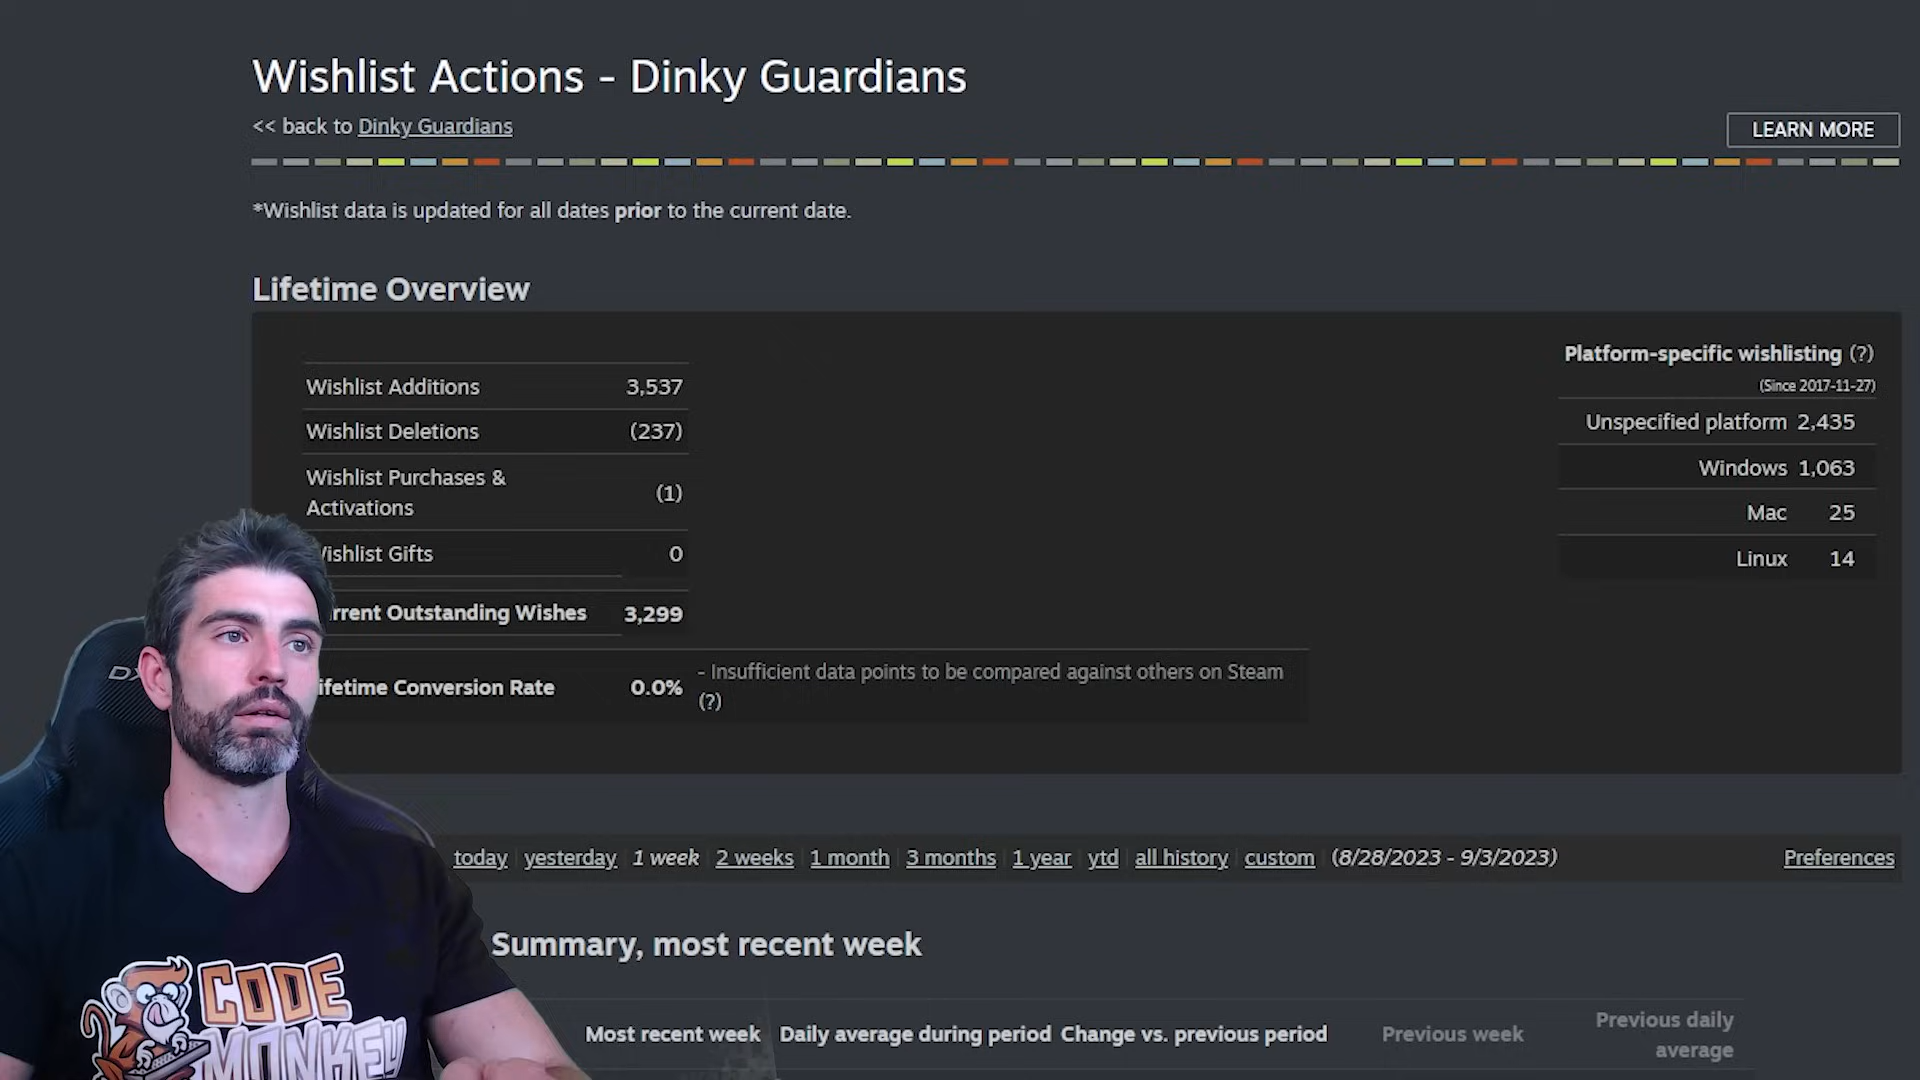 Wishlist Actions - Dinky Guardians
<< back to Dinky Guardians
LEARN MORE
*Wishlist data is updated for all dates prior to the current date.
Lifetime Overview
Wishlist Additions 3,537
Wishlist Deletions (237)
Wishlist Purchases &
Activations (1)
Wishlist Gifts 0
rrent Outstanding Wishes 3,299
ifetime Conversion Rate 0.0% - Insufficient data points to be compared against others on Steam
(?)
Platform-specific wishlisting (?)
(Since 2017-11-27)
Unspecified platform 2,435
Windows 1,063
Mac 25
Linux 14
today yesterday 1 week 2 weeks 1 month 3 months 1 year ytd all history custom (8/28/2023 - 9/3/2023) Preferences
Summary, most recent week
Most recent week Daily average during period Change vs. previous period Previous week Previous daily
average
DX
CODE
MONKEY